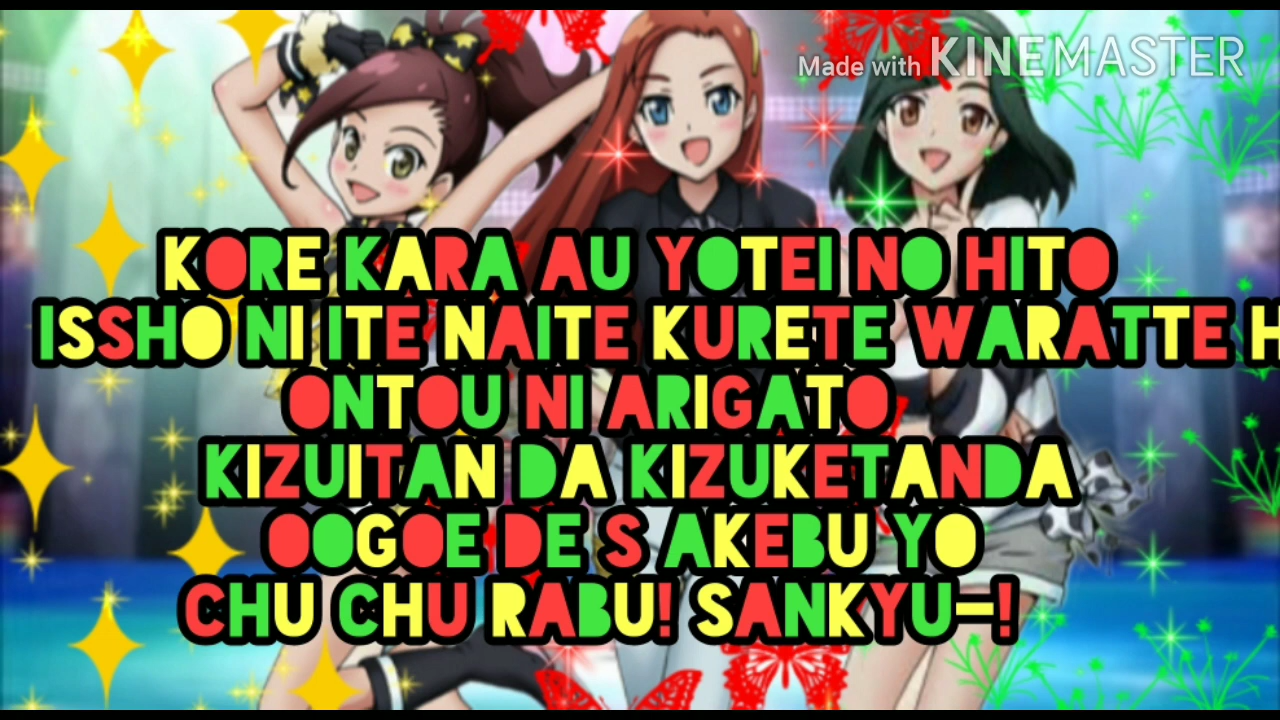 Made with KINEMASTER
KORE KARA AU YOTEI NO HITO
ISSHO NI ITE NAITE KURETE WARATTE H
ONTOU NI ARIGATO
KIZUITAN DA KIZUKETANDA
OOGOE DE S AKEBU YO
CHU CHU RABU! SANKYU-!